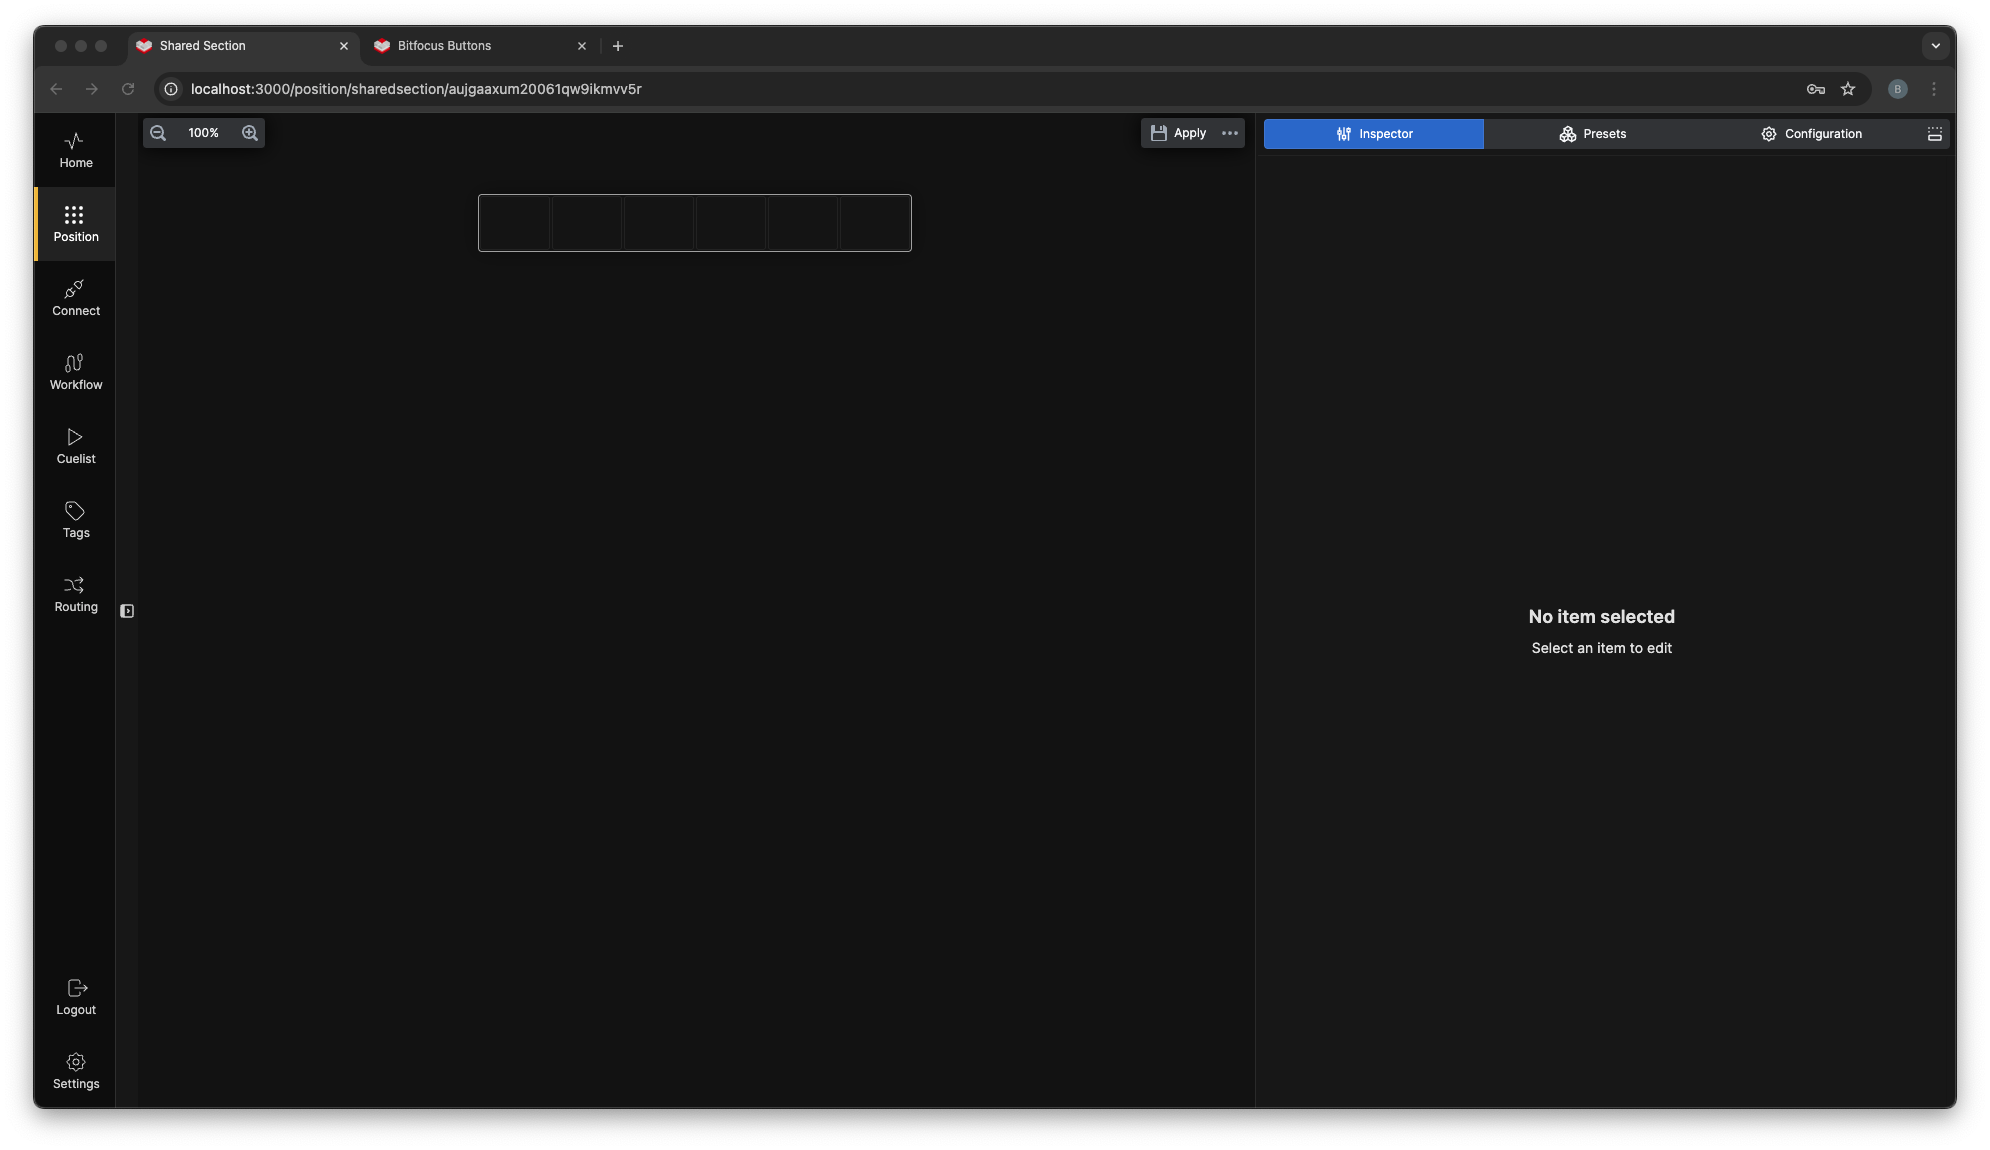 Shared Section
Bitfocus Buttons
localhost:3000/position/sharedsection/aujgaaxum20061qw9ikmvv5r
B
Home
Position
Connect
Workflow
Cuelist
Tags
Routing
Logout
Settings
100%
Apply
Inspector
Presets
Configuration
No item selected
Select an item to edit